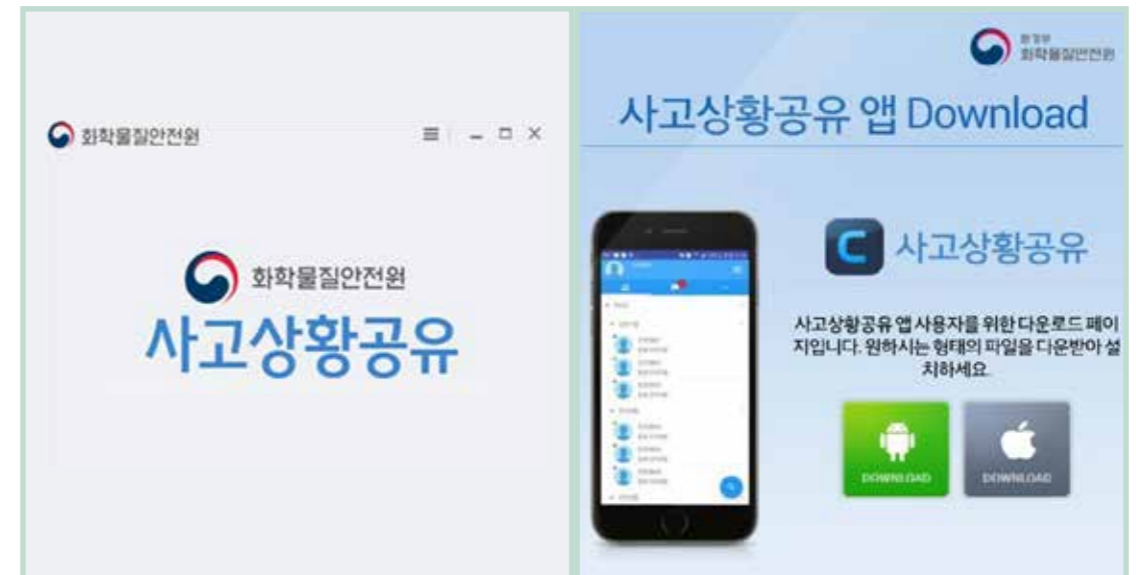 화학물질안전원
화학물질안전원
사고상황공유
환경부
화학물질안전원
사고상황공유 앱 Download
사고상황공유
사고상황공유 앱 사용자를 위한 다운로드 페이
지입니다. 원하시는 형태의 파일을 다운받아 설
치하세요.
DOWNLOAD
DOWNLOAD